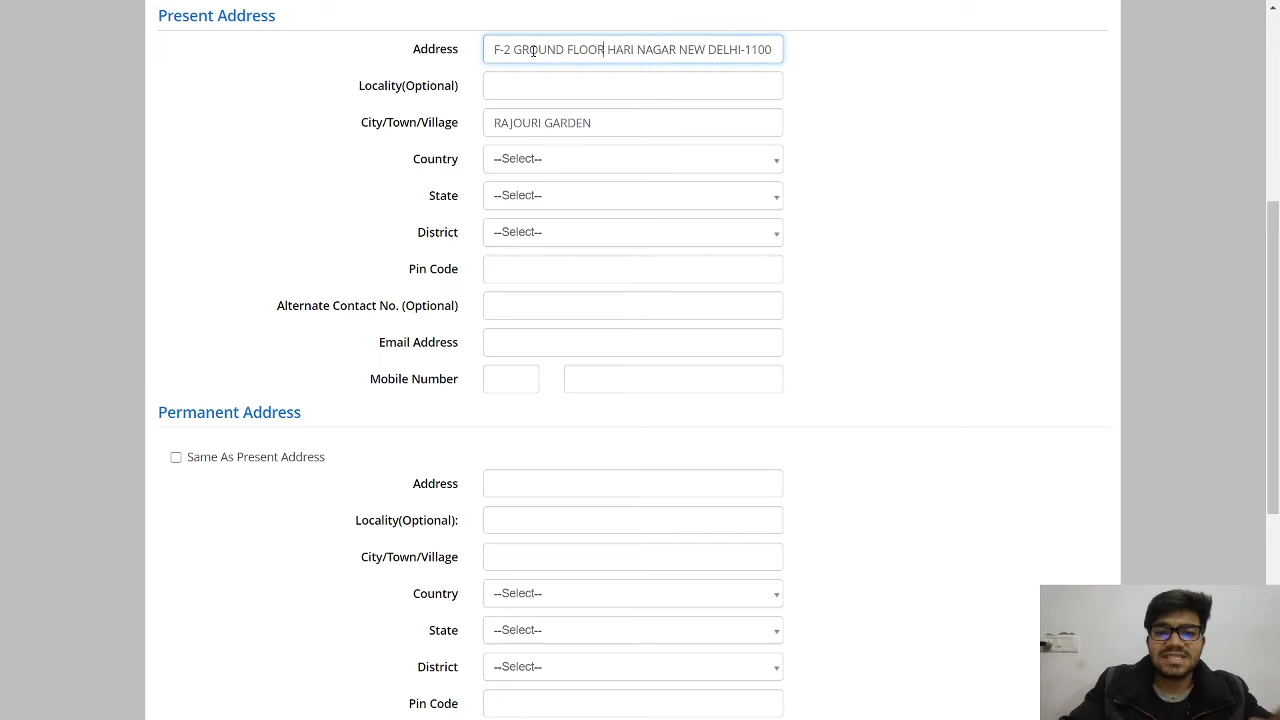 Present Address
Address F-2 GROUND FLOOR HARI NAGAR NEW DELHI-1100
Locality(Optional)
City/Town/Village RAJOURI GARDEN
Country --Select--
State --Select--
District --Select--
Pin Code
Alternate Contact No. (Optional)
Email Address
Mobile Number
Permanent Address
Same As Present Address
Address
Locality(Optional):
City/Town/Village
Country --Select--
State --Select--
District --Select--
Pin Code